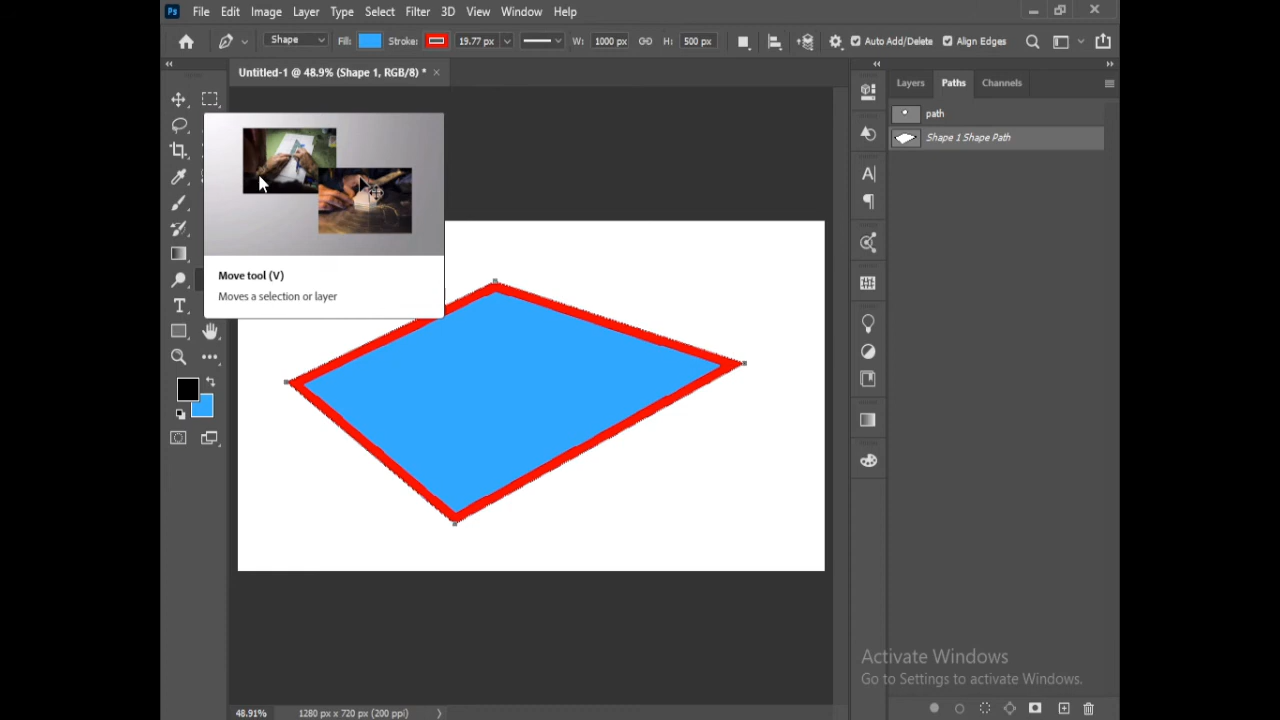 Ps File Edit Image Layer Type Select Filter 3D View Window Help
Shape Fill: Stroke: 19.77 px W: 1000 px H: 500 px Auto Add/Delete Align Edges
Untitled-1 @ 48.9% (Shape 1, RGB/8) * ×
Layers Paths Channels
path
Shape 1 Shape Path
Move tool (V)
Moves a selection or layer
Activate Windows
Go to Settings to activate Windows.
48.91% 1280 px x 720 px (200 ppi)